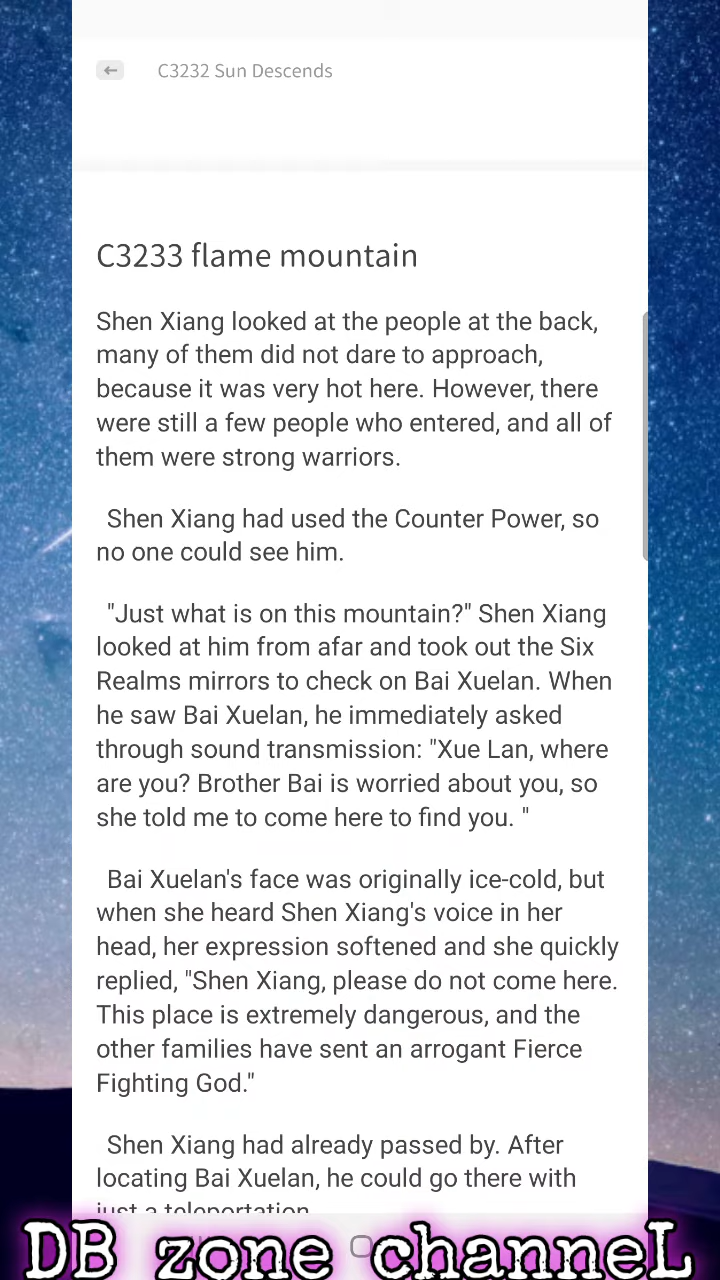 C3232 Sun Descends
C3233 flame mountain
Shen Xiang looked at the people at the back,
many of them did not dare to approach,
because it was very hot here. However, there
were still a few people who entered, and all of
them were strong warriors.
Shen Xiang had used the Counter Power, so
no one could see him.
"Just what is on this mountain?" Shen Xiang
looked at him from afar and took out the Six
Realms mirrors to check on Bai Xuelan. When
he saw Bai Xuelan, he immediately asked
through sound transmission: "Xue Lan, where
are you? Brother Bai is worried about you, so
she told me to come here to find you. "
Bai Xuelan's face was originally ice-cold, but
when she heard Shen Xiang's voice in her
head, her expression softened and she quickly
replied, "Shen Xiang, please do not come here.
This place is extremely dangerous, and the
other families have sent an arrogant Fierce
Fighting God."
Shen Xiang had already passed by. After
locating Bai Xuelan, he could go there with
just a teleportation
DB zone channeL